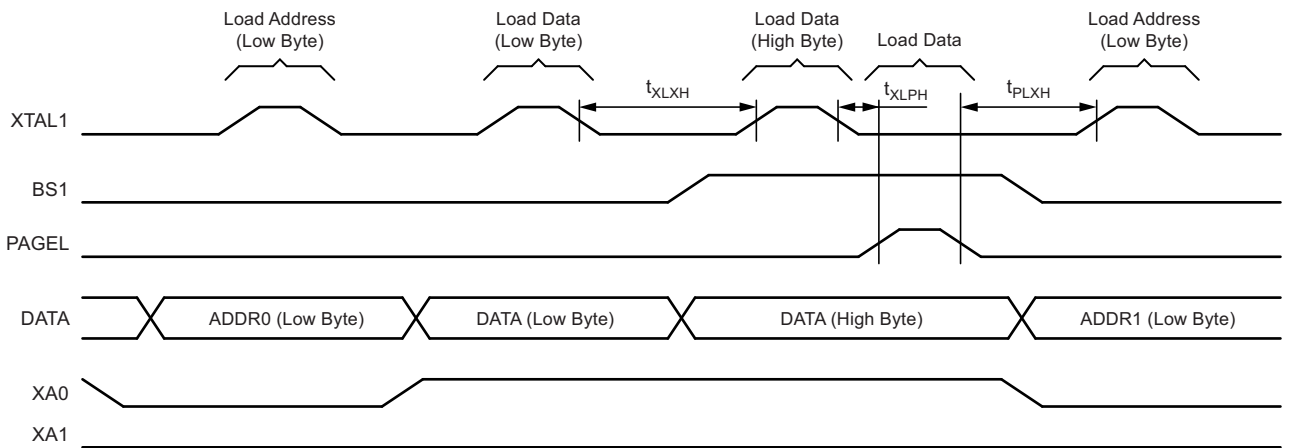 Load Address
(Low Byte)
Load Data
(Low Byte)
Load Data
(High Byte)
Load Data
Load Address
(Low Byte)
tXLXH
tXLPH
tPLXH
XTAL1
BS1
PAGEL
DATA
ADDR0 (Low Byte)
DATA (Low Byte)
DATA (High Byte)
ADDR1 (Low Byte)
XA0
XA1